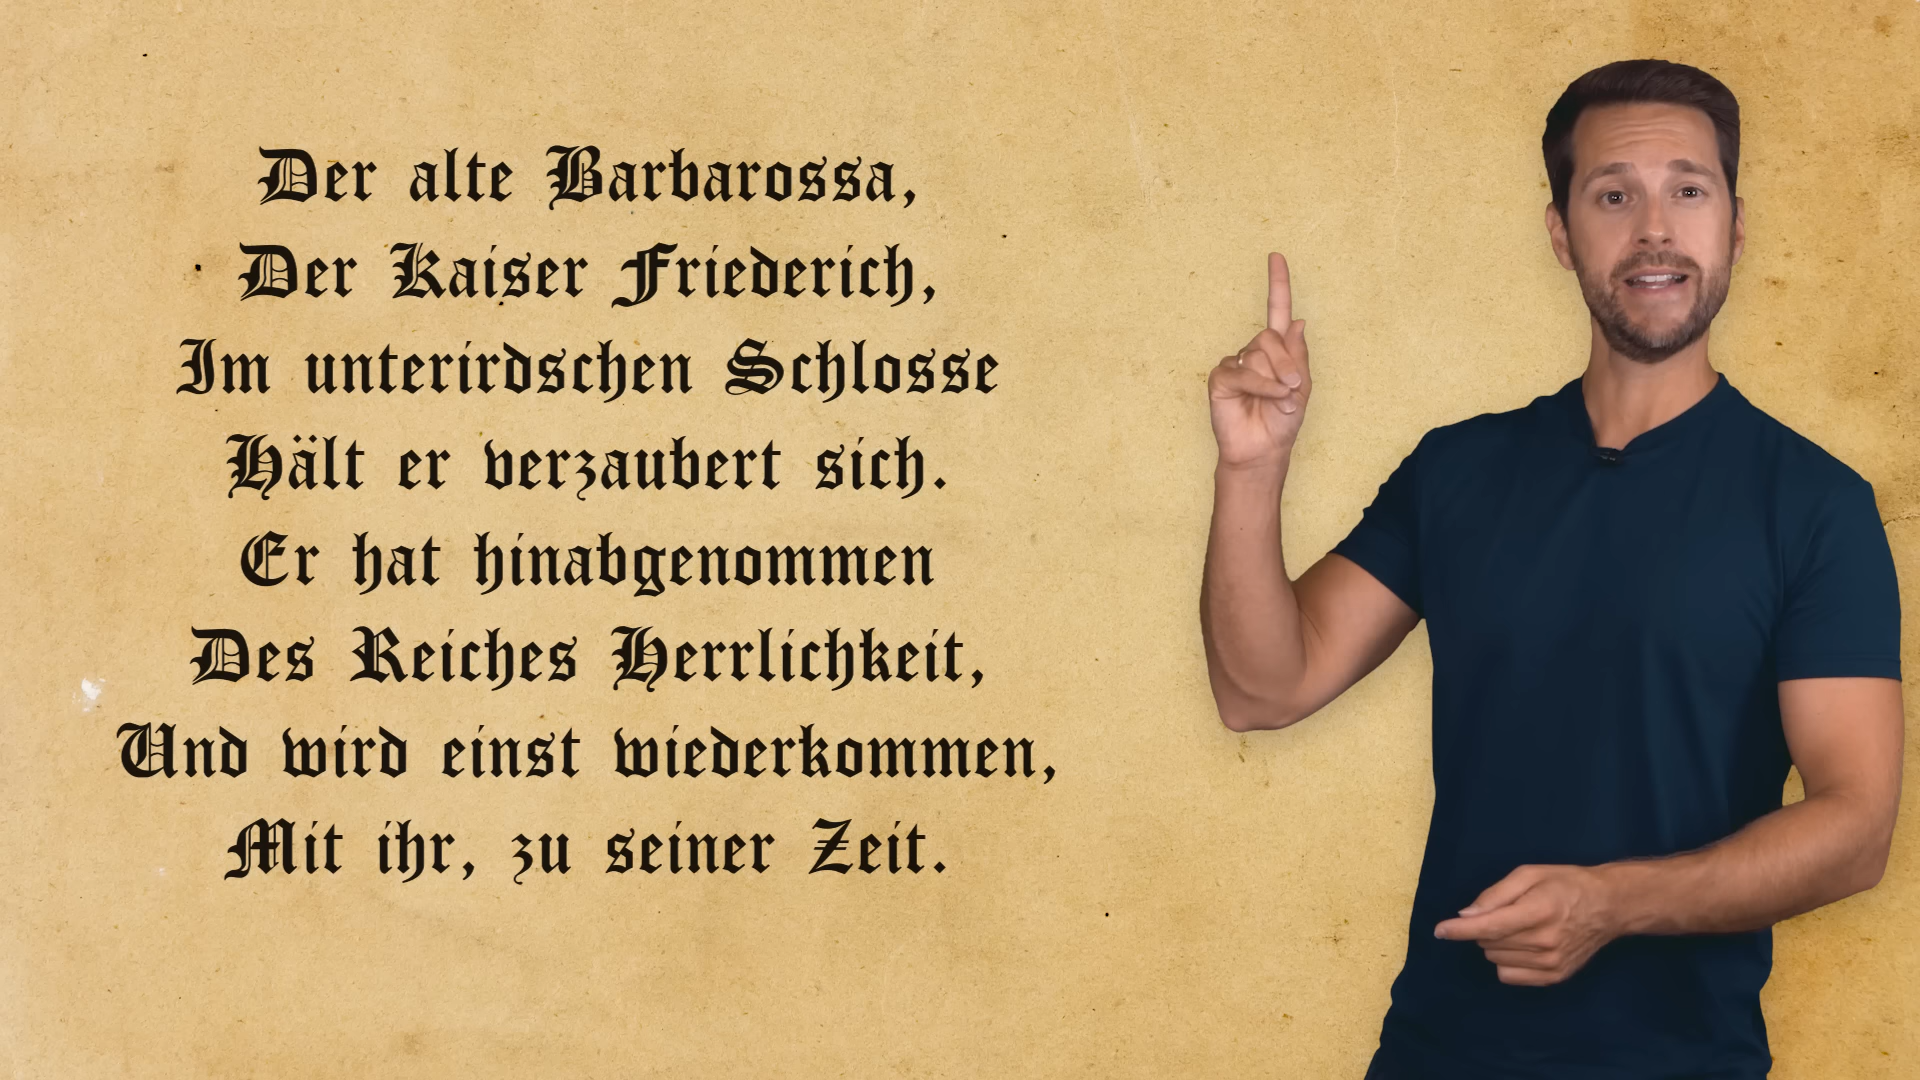 Der alte Barbarossa,
Der Kaiser Friederich,
Im unterirdschen Schlosse
Hält er verzaubert sich.
Er hat hinabgenommen
Des Reiches Herrlichkeit,
Und wird einst wiederkommen,
Mit ihr, zu seiner Zeit.